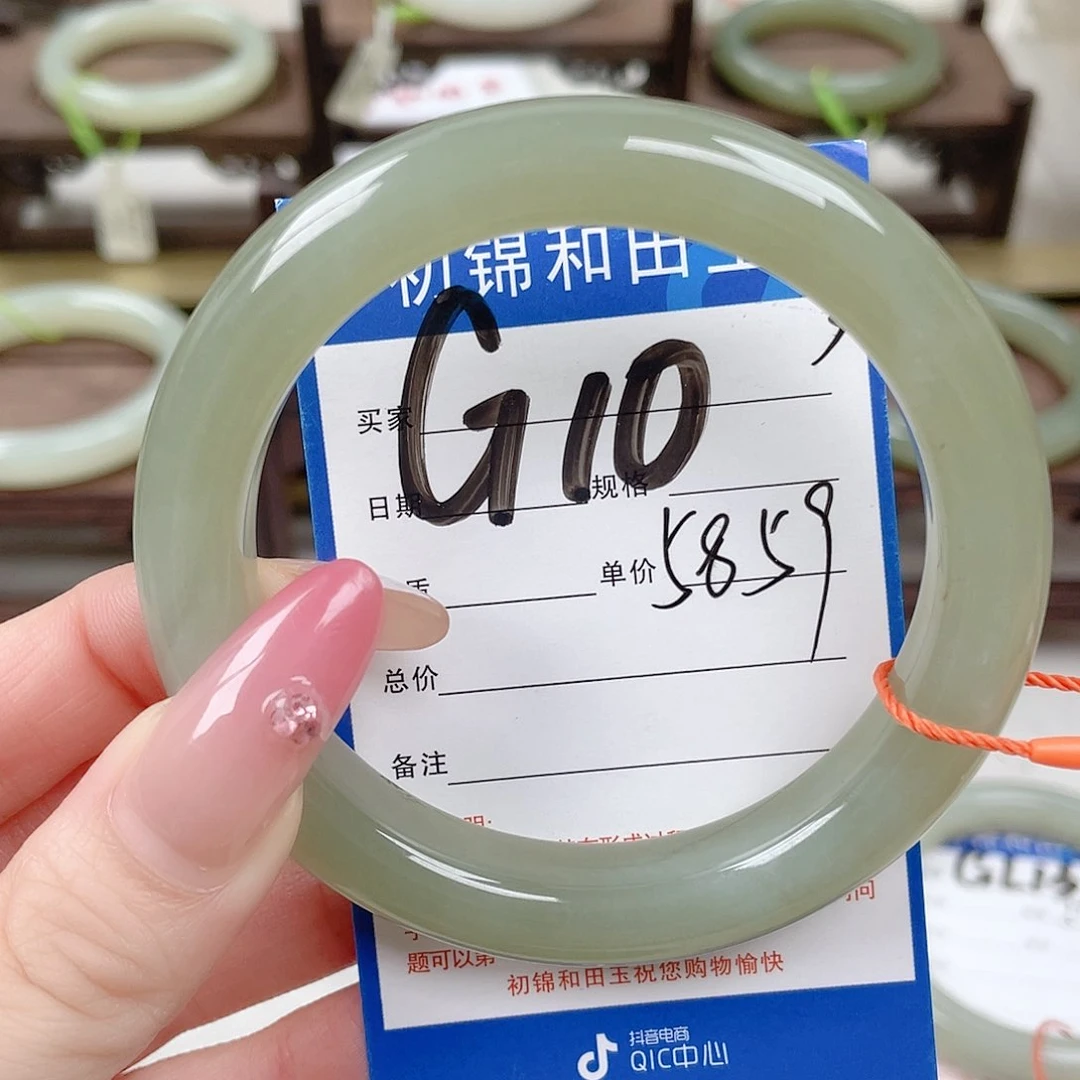 初锦和田玉
G10
买家
日期 规格
质 单价 5859
总价
备注
题可以第
初锦和田玉祝您购物愉快
抖音电商
QIC中心